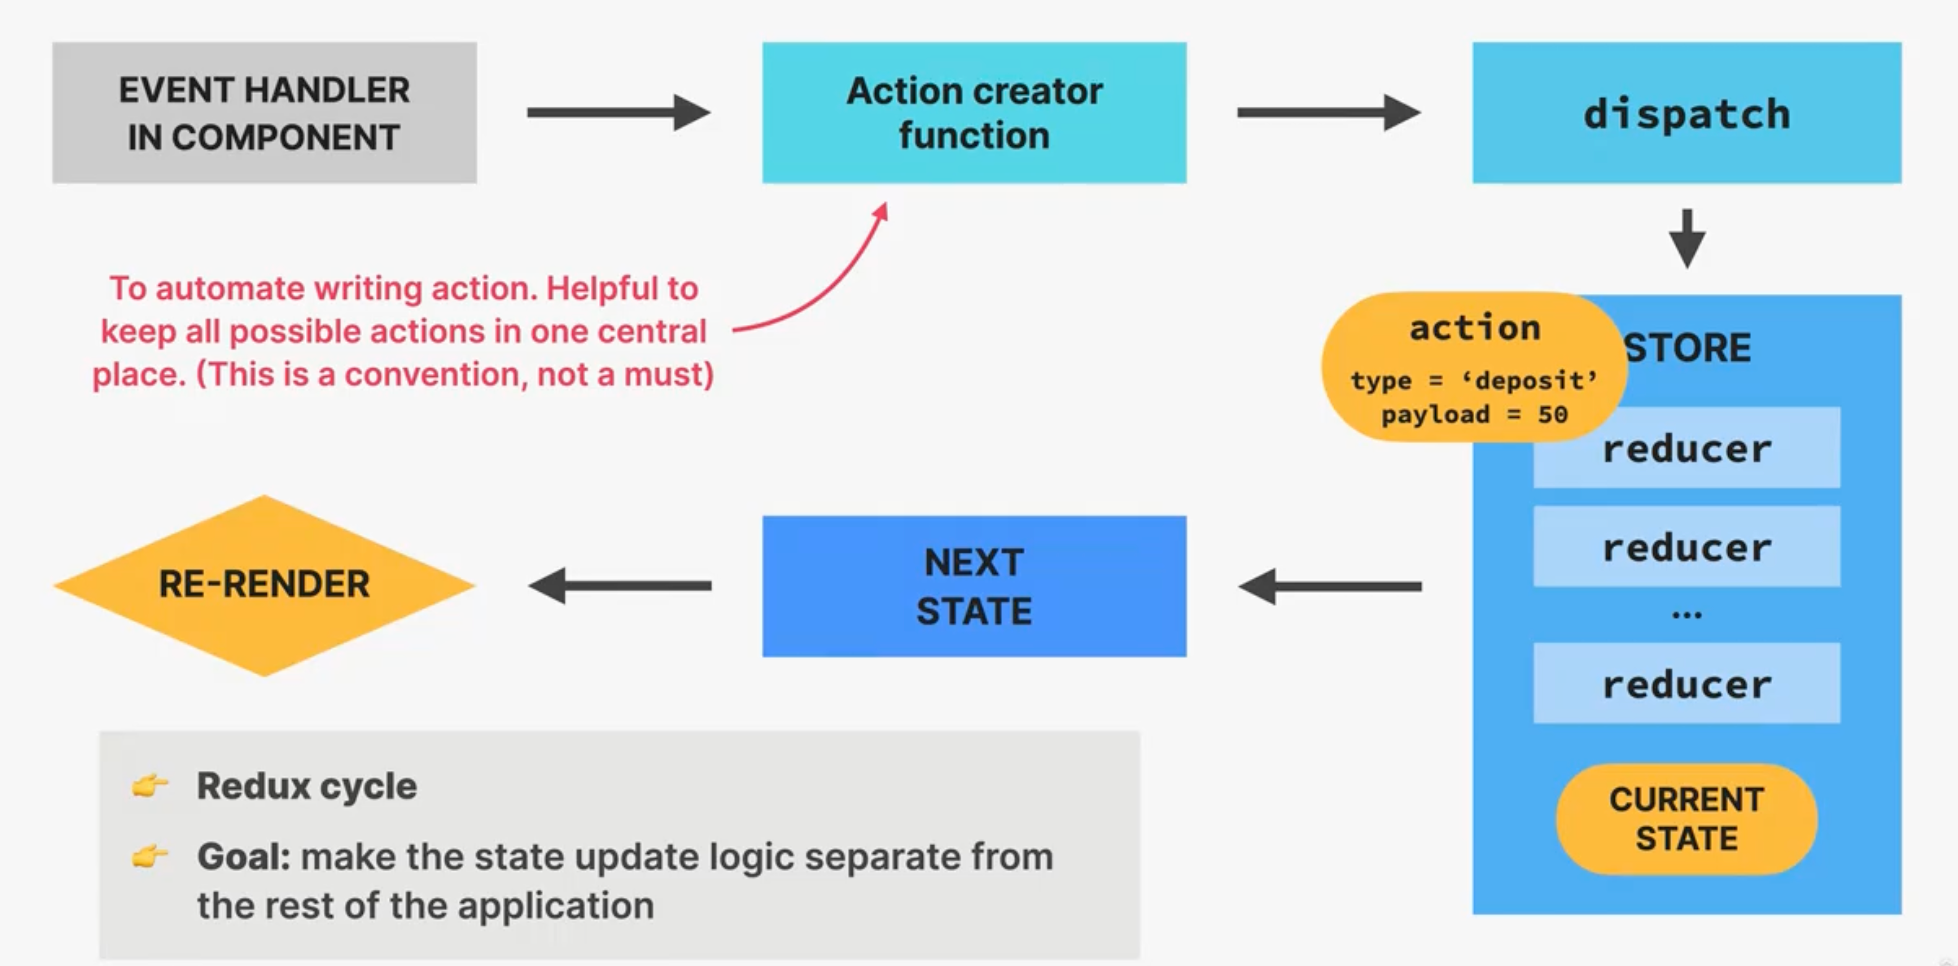 EVENT HANDLER
IN COMPONENT
Action creator
function
dispatch
To automate writing action. Helpful to
keep all possible actions in one central
place. (This is a convention, not a must)
action
type = ‘deposit’
payload = 50
STORE
reducer
reducer
...
reducer
CURRENT
STATE
NEXT
STATE
RE-RENDER
Redux cycle
Goal: make the state update logic separate from
the rest of the application